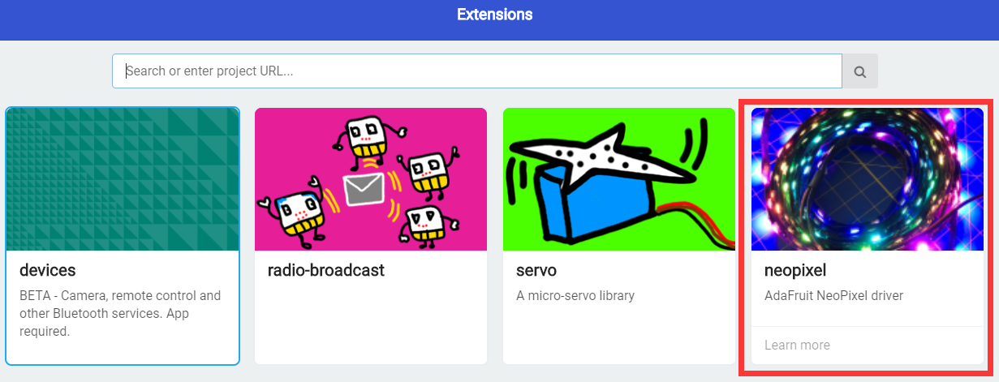 Extensions
Search or enter project URL...
devices
BETA - Camera, remote control and
other Bluetooth services. App
required.
radio-broadcast
servo
A micro-servo library
neopixel
AdaFruit NeoPixel driver
Learn more